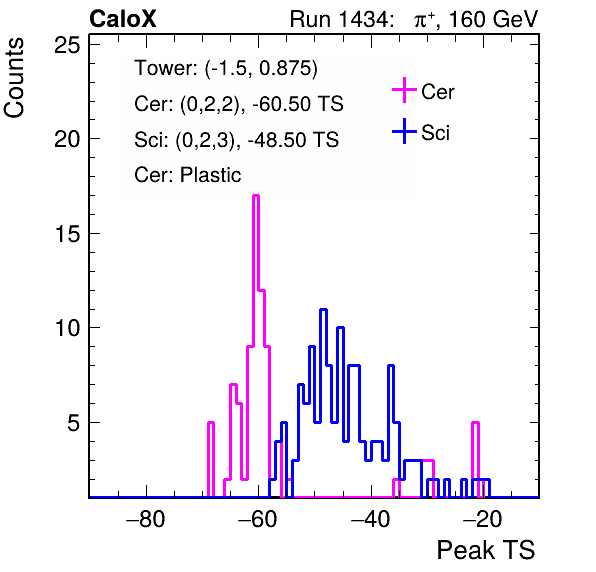 CaloX Run 1434: π⁺, 160 GeV
Counts
25
20
15
10
5
Tower: (-1.5, 0.875)
Cer: (0,2,2), -60.50 TS
Sci: (0,2,3), -48.50 TS
Cer: Plastic
Cer
Sci
−80 −60 −40 −20
Peak TS